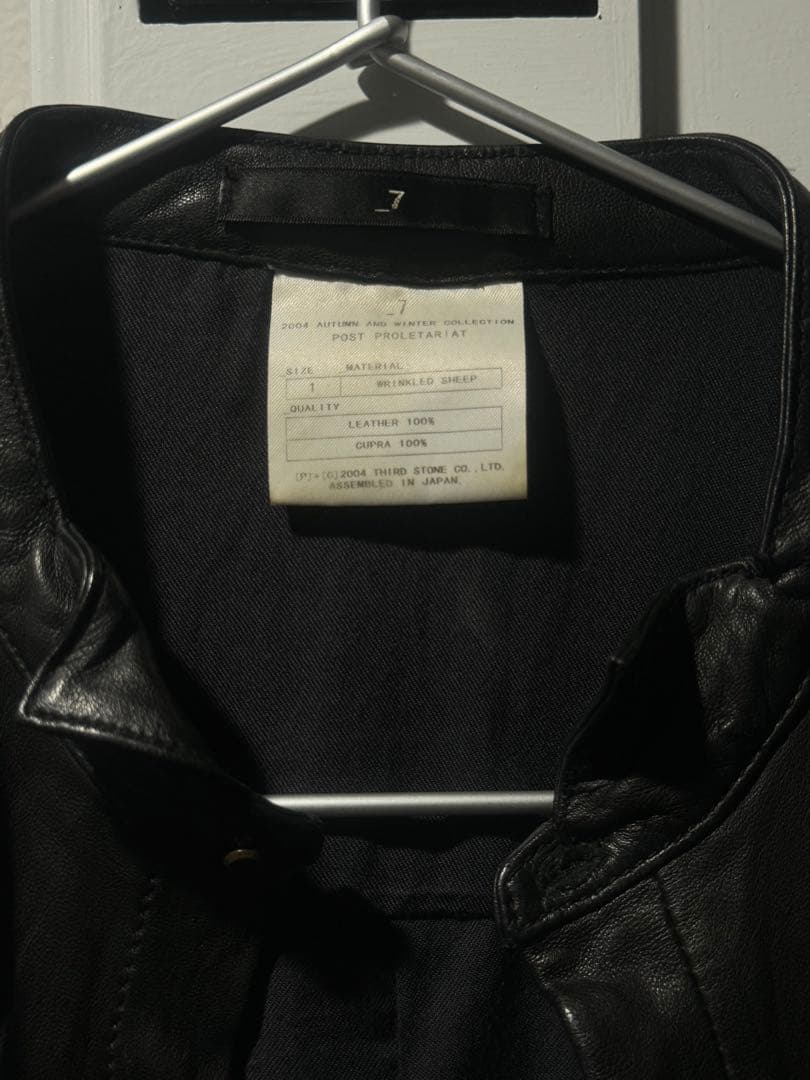 _7
_7
2004 AUTUMN AND WINTER COLLECTION
POST PROLETARIAT
SIZE MATERIAL
1 WRINKLED SHEEP
QUALITY
LEATHER 100%
CUPRA 100%
(P)+(C)2004 THIRD STONE CO.,LTD.
ASSEMBLED IN JAPAN.